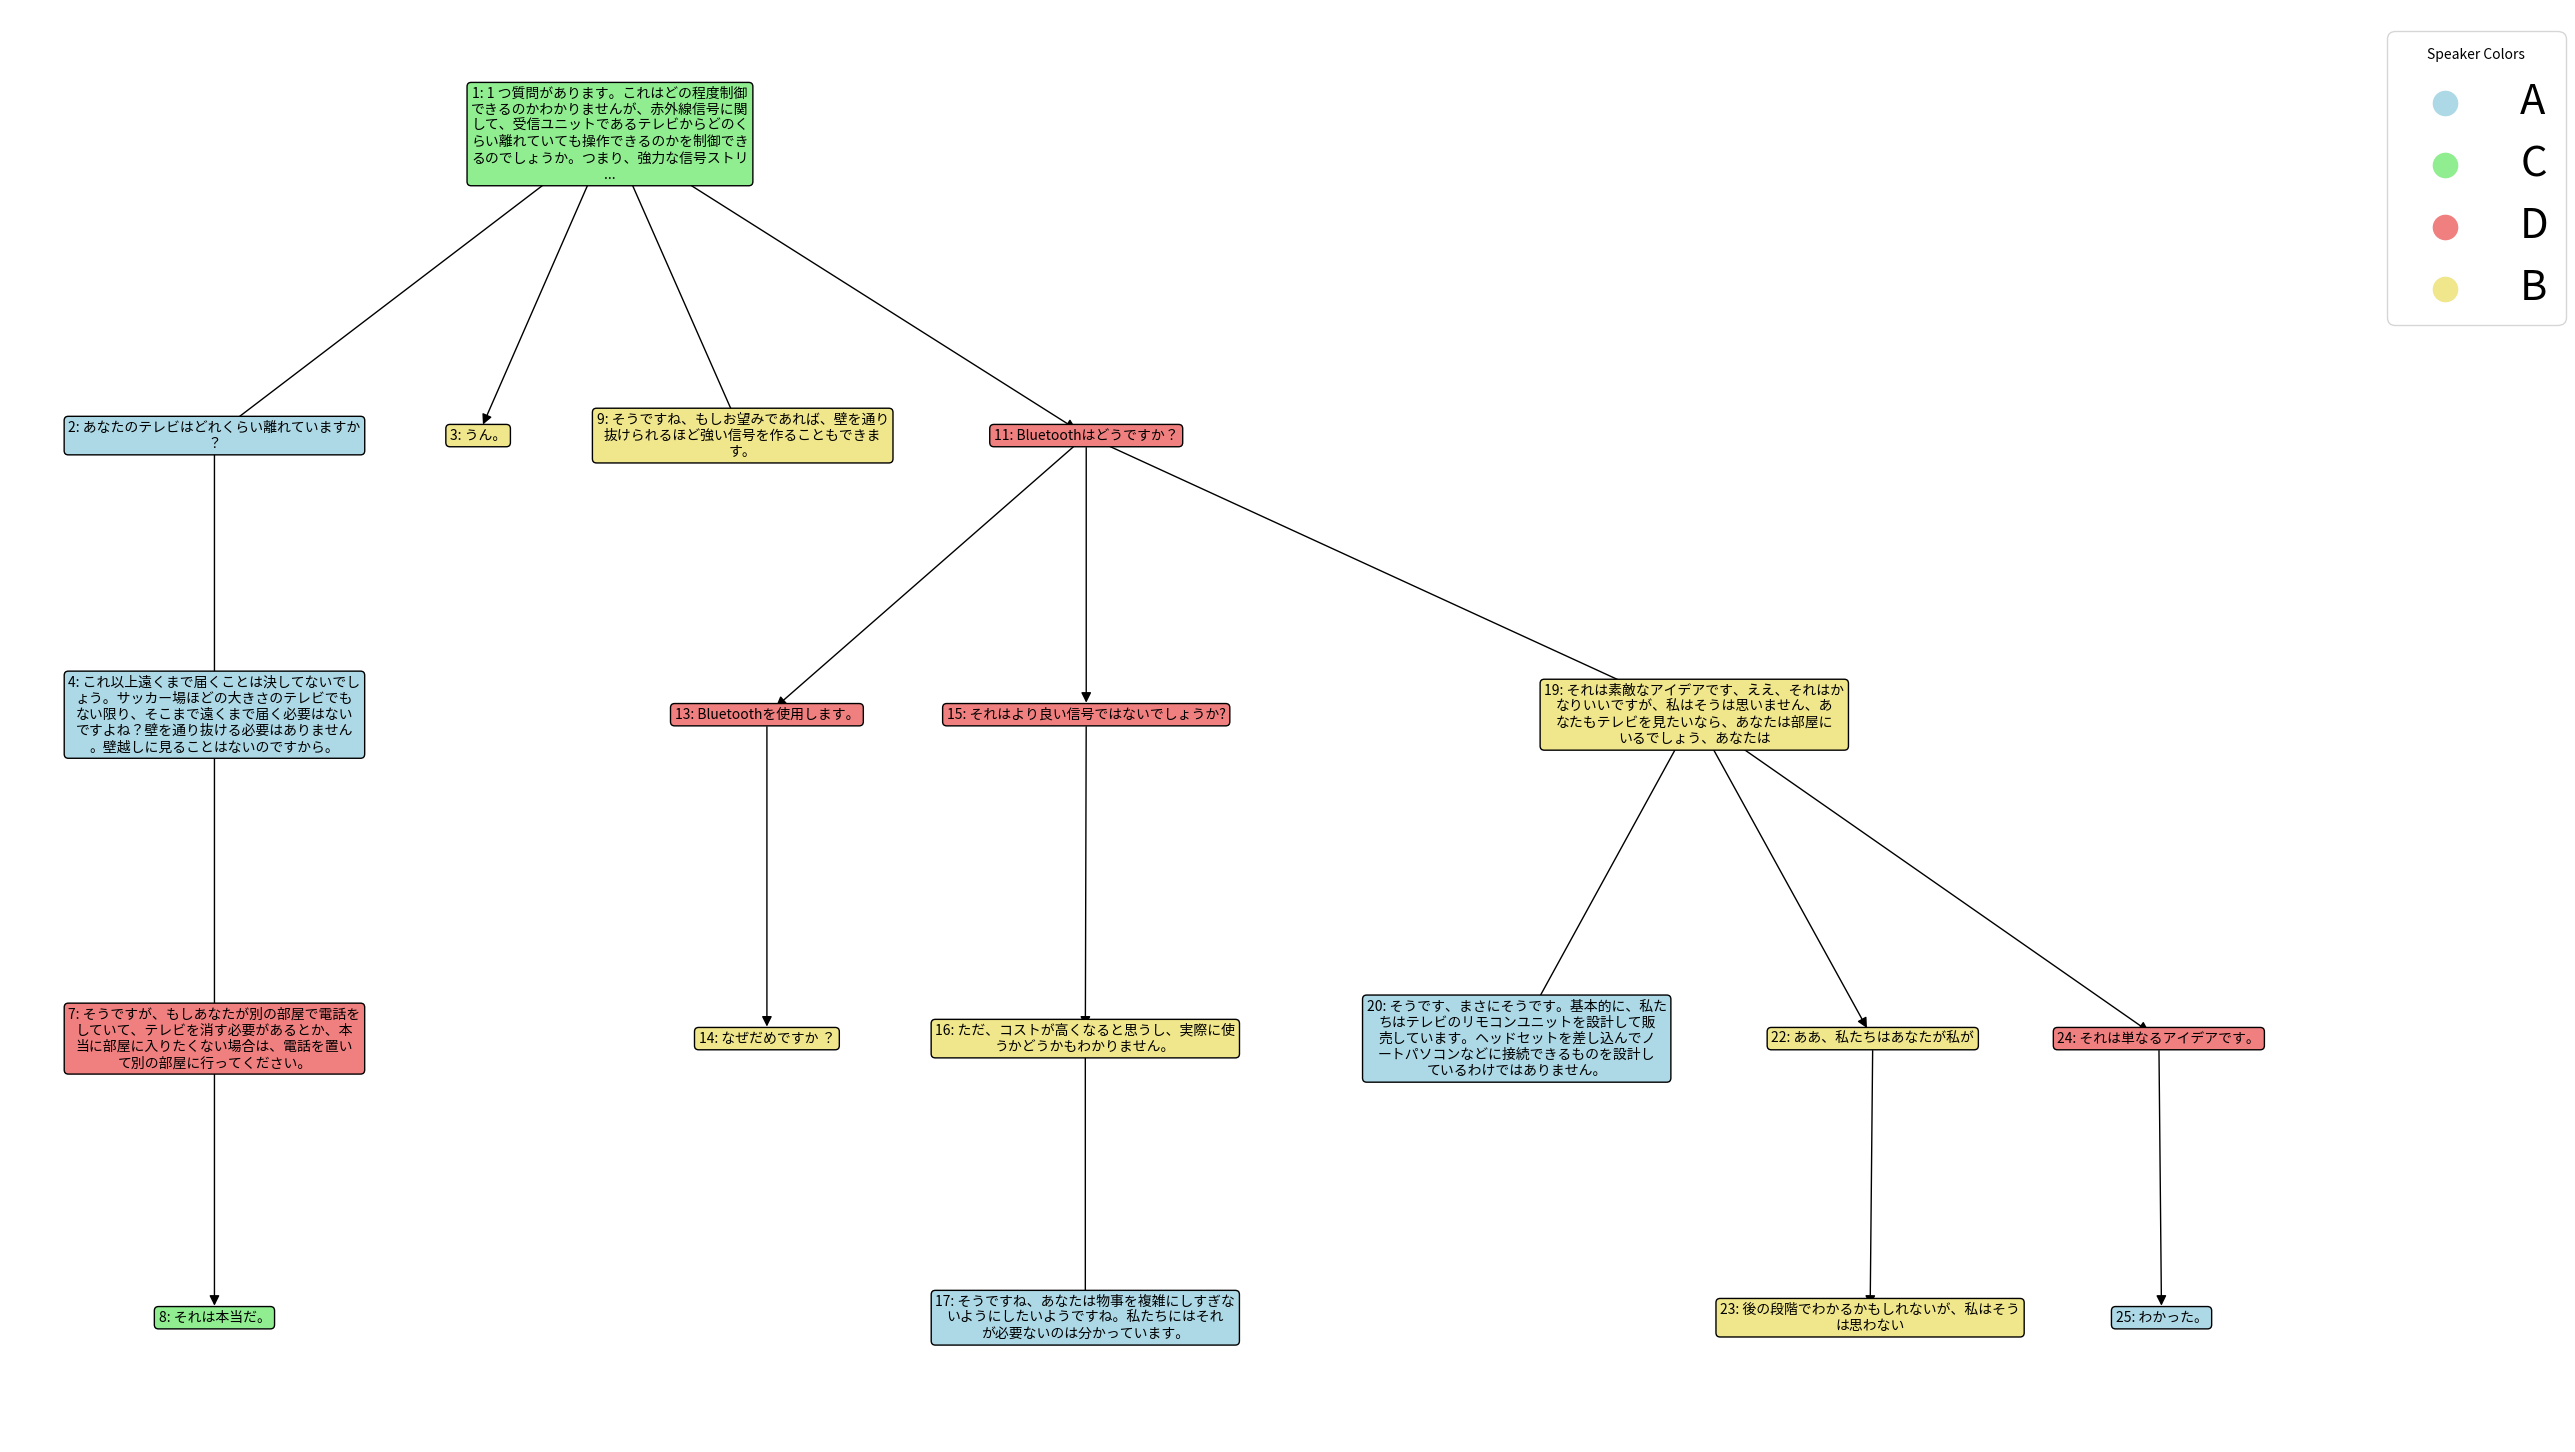 Speaker Colors
A
C
D
B
1: 1 つ質問があります。これはどの程度制御
できるのかわかりませんが、赤外線信号に関
して、受信ユニットであるテレビからどのく
らい離れていても操作できるのかを制御でき
るのでしょうか。つまり、強力な信号ストリ
...
2: あなたのテレビはどれくらい離れていますか
?
3: うん。
9: そうですね、もしお望みであれば、壁を通り
抜けられるほど強い信号を作ることもできま
す。
11: Bluetoothはどうですか?
4: これ以上遠くまで届くことは決してないでし
ょう。サッカー場ほどの大きさのテレビでも
ない限り、そこまで遠くまで届く必要はない
ですよね?壁を通り抜ける必要はありません
。壁越しに見ることはないのですから。
13: Bluetoothを使用します。
15: それはより良い信号ではないでしょうか?
19: それは素敵なアイデアです、ええ、それはか
なりいいですが、私はそうは思いません、あ
なたもテレビを見たいなら、あなたは部屋に
いるでしょう、あなたは
7: そうですが、もしあなたが別の部屋で電話を
していて、テレビを消す必要があるとか、本
当に部屋に入りたくない場合は、電話を置い
て別の部屋に行ってください。
14: なぜだめですか ?
16: ただ、コストが高くなると思うし、実際に使
うかどうかもわかりません。
20: そうです、まさにそうです。基本的に、私た
ちはテレビのリモコンユニットを設計して販
売しています。ヘッドセットを差し込んでノ
ートパソコンなどに接続できるものを設計し
ているわけではありません。
22: ああ、私たちはあなたが私が
24: それは単なるアイデアです。
8: それは本当だ。
17: そうですね、あなたは物事を複雑にしすぎな
いようにしたいようですね。私たちにはそれ
が必要ないのは分かっています。
23: 後の段階でわかるかもしれないが、私はそう
は思わない
25: わかった。